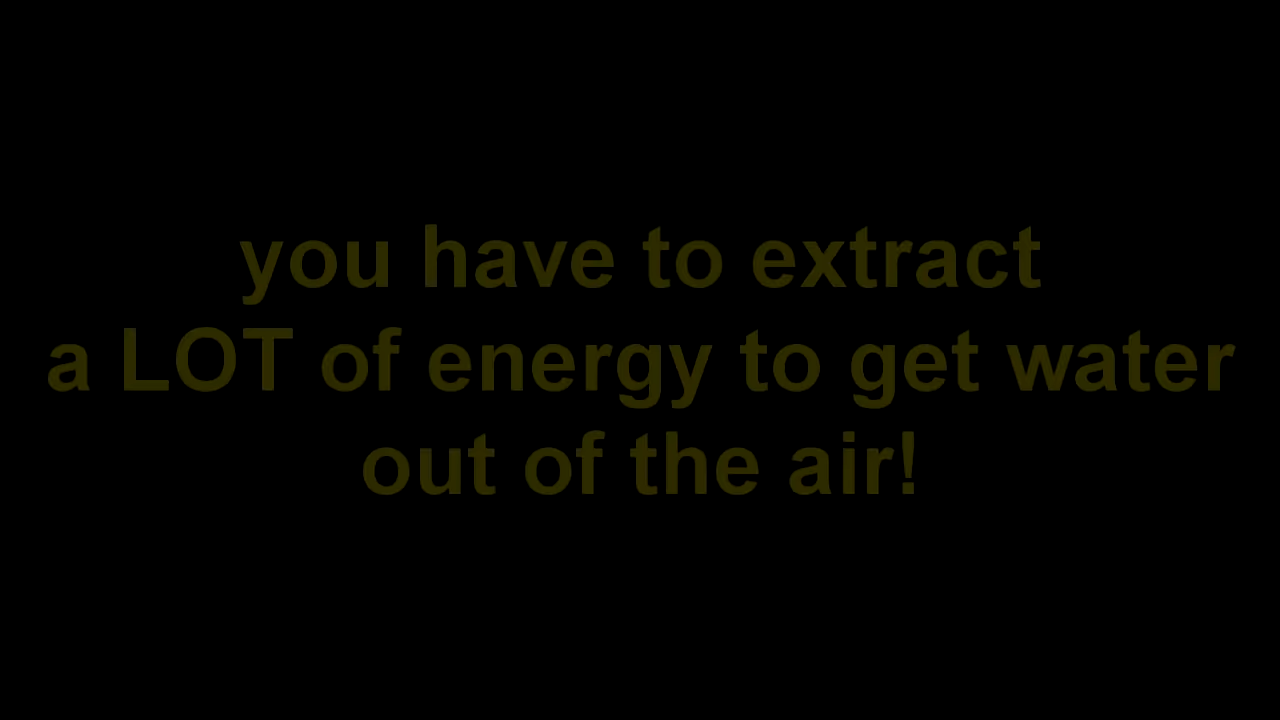 you have to extract
a LOT of energy to get water
out of the air!